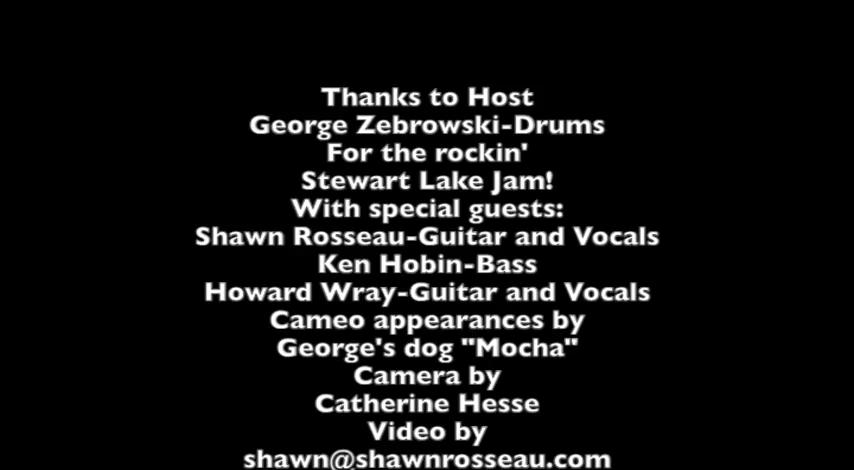 Thanks to Host
George Zebrowski-Drums
For the rockin'
Stewart Lake Jam!
With special guests:
Shawn Rosseau-Guitar and Vocals
Ken Hobin-Bass
Howard Wray-Guitar and Vocals
Cameo appearances by
George's dog "Mocha"
Camera by
Catherine Hesse
Video by
shawn@shawnrosseau.com